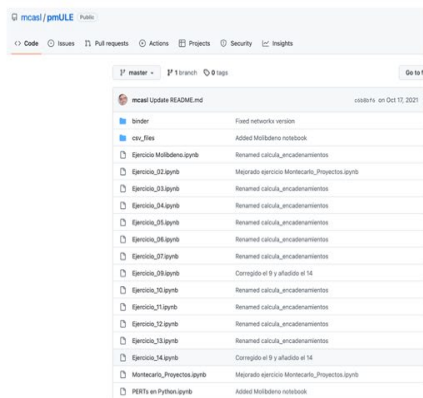 mcasl / pmULE Public
Code Issues Pull requests Actions Projects Security Insights
master 1 branch 0 tags Go to f
mcasl Update README.md on Oct 17, 2021
binder Fixed networkx version
csv_files Added Molibdeno notebook
Ejercicio Molibdeno.ipynb Renamed calcula_encadenamientos
Ejercicio_02.ipynb Mejorado ejercicio Montecarlo_Proyectos.ipynb
Ejercicio_03.ipynb Renamed calcula_encadenamientos
Ejercicio_04.ipynb Renamed calcula_encadenamientos
Ejercicio_05.ipynb Renamed calcula_encadenamientos
Ejercicio_06.ipynb Renamed calcula_encadenamientos
Ejercicio_07.ipynb Renamed calcula_encadenamientos
Ejercicio_09.ipynb Corregido el 9 y añadido el 14
Ejercicio_10.ipynb Renamed calcula_encadenamientos
Ejercicio_11.ipynb Renamed calcula_encadenamientos
Ejercicio_12.ipynb Renamed calcula_encadenamientos
Ejercicio_13.ipynb Renamed calcula_encadenamientos
Ejercicio_14.ipynb Corregido el 9 y añadido el 14
Montecarlo_Proyectos.ipynb Mejorado ejercicio Montecarlo_Proyectos.ipynb
PERTs en Python.ipynb Added Molibdeno notebook